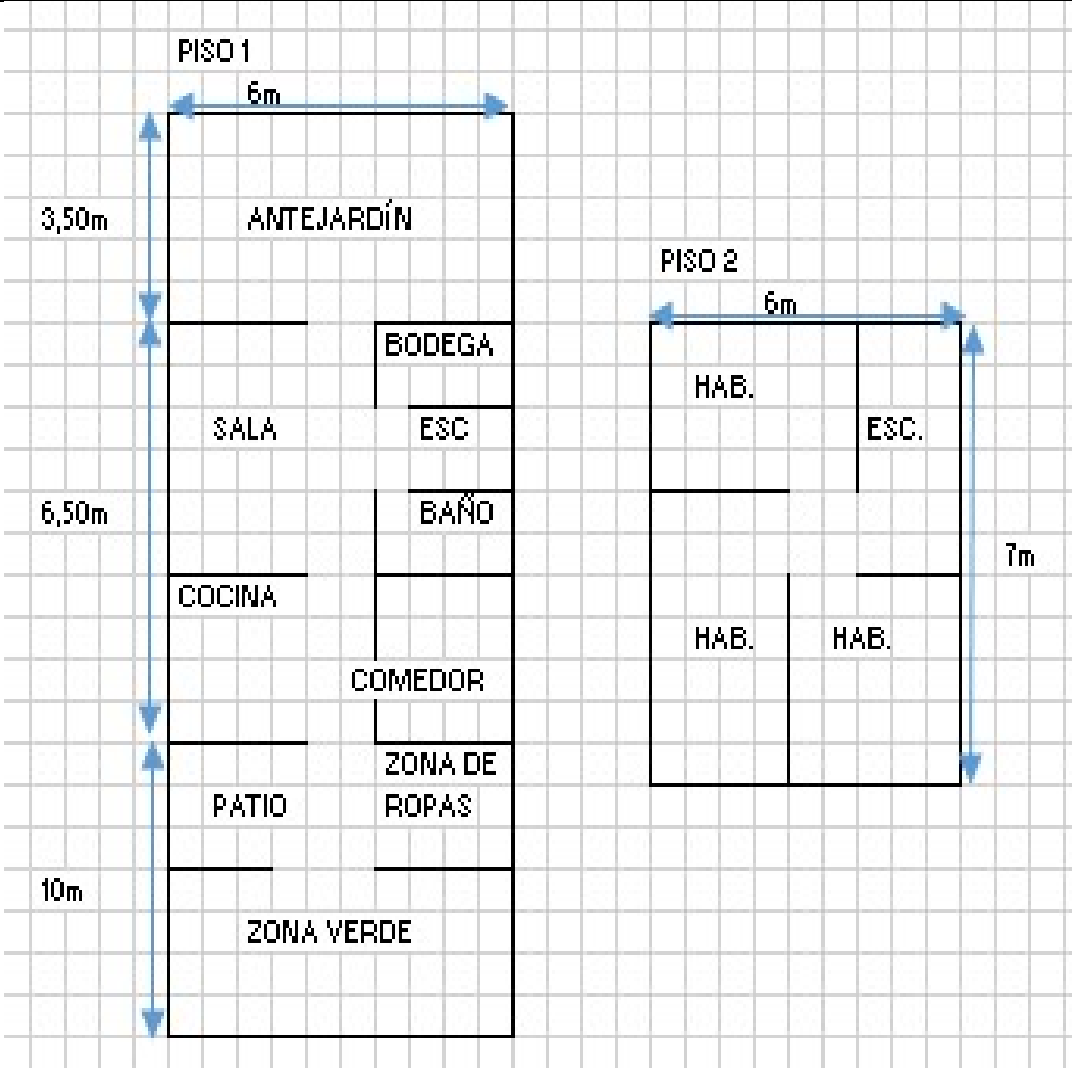 PISO 1
6m
3,50m
ANTEJARDÍN
BODEGA
SALA
ESC
6,50m
BAÑO
COCINA
COMEDOR
ZONA DE
PATIO
ROPAS
10m
ZONA VERDE
PISO 2
6m
HAB.
ESC.
7m
HAB.
HAB.